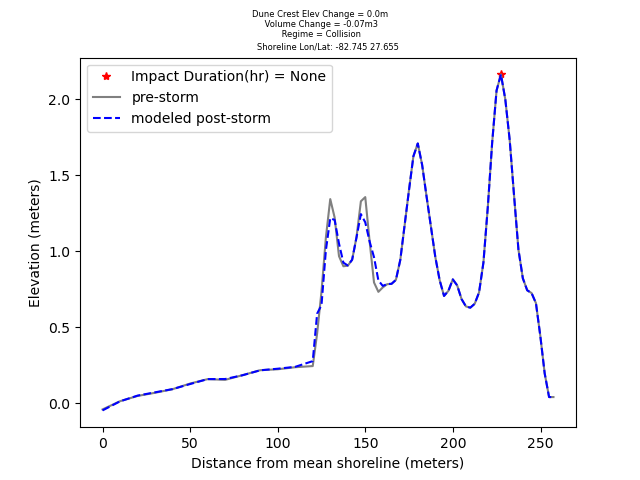 Dune Crest Elev Change = 0.0m
Volume Change = -0.07m3
Regime = Collision
Shoreline Lon/Lat: -82.745 27.655
Impact Duration(hr) = None
pre-storm
modeled post-storm
Elevation (meters)
2.0
1.5
1.0
0.5
0.0
0 50 100 150 200 250
Distance from mean shoreline (meters)